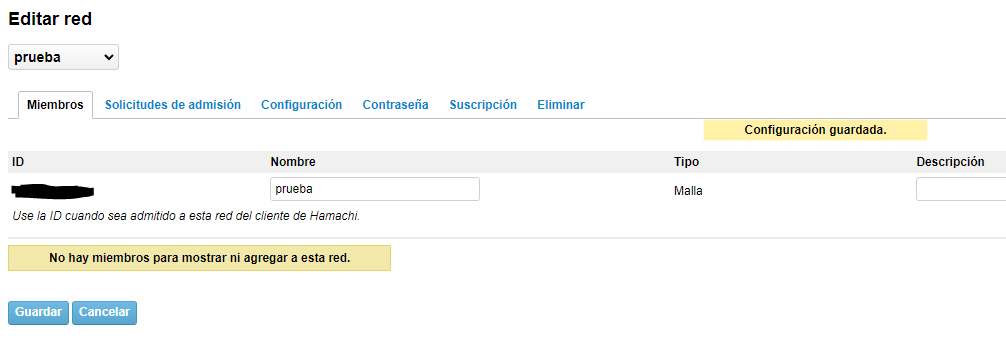 Editar red
prueba
Miembros Solicitudes de admisión Configuración Contraseña Suscripción Eliminar
Configuración guardada.
ID Nombre Tipo Descripción
prueba Malla
Use la ID cuando sea admitido a esta red del cliente de Hamachi.
No hay miembros para mostrar ni agregar a esta red.
Guardar Cancelar